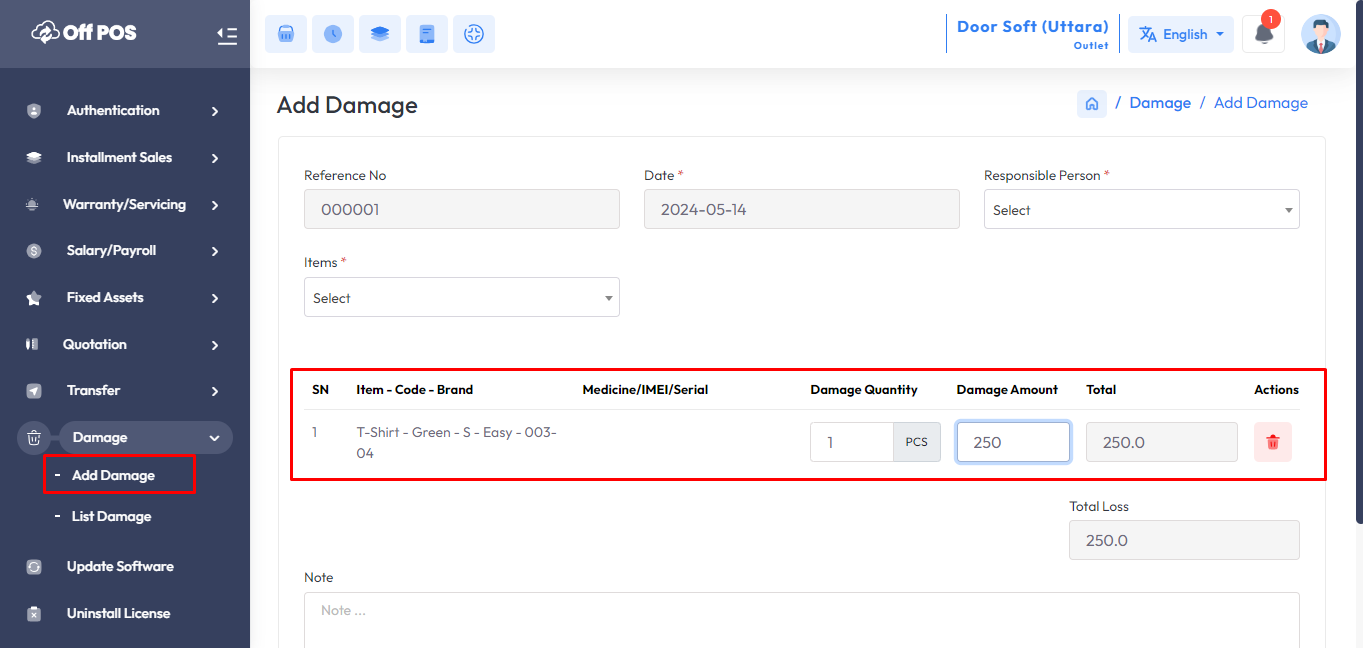 Off POS
Door Soft (Uttara)
Outlet
English
1
Authentication
Installment Sales
Warranty/Servicing
Salary/Payroll
Fixed Assets
Quotation
Transfer
Damage
- Add Damage
- List Damage
Update Software
Uninstall License
Add Damage
/ Damage / Add Damage
Reference No
000001
Date *
2024-05-14
Responsible Person *
Select
Items *
Select
SN Item - Code - Brand Medicine/IMEI/Serial Damage Quantity Damage Amount Total Actions
1 T-Shirt - Green - S - Easy - 003-
04
1 PCS 250 250.0
Total Loss
250.0
Note
Note ...